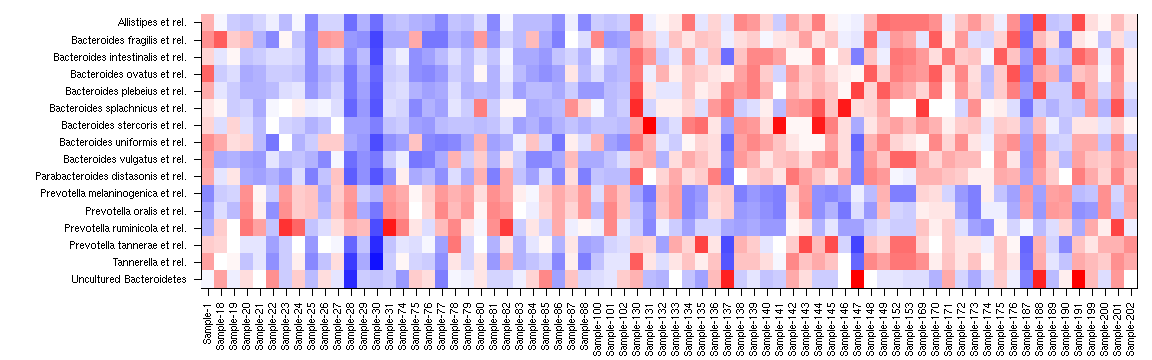 Allistipes et rel.
Bacteroides fragilis et rel.
Bacteroides intestinalis et rel.
Bacteroides ovatus et rel.
Bacteroides plebeius et rel.
Bacteroides splachnicus et rel.
Bacteroides stercoris et rel.
Bacteroides uniformis et rel.
Bacteroides vulgatus et rel.
Parabacteroides distasonis et rel.
Prevotella melaninogenica et rel.
Prevotella oralis et rel.
Prevotella ruminicola et rel.
Prevotella tannerae et rel.
Tannerella et rel.
Uncultured Bacteroidetes
Sample-1
Sample-18
Sample-19
Sample-20
Sample-21
Sample-22
Sample-23
Sample-24
Sample-25
Sample-26
Sample-27
Sample-28
Sample-29
Sample-30
Sample-31
Sample-74
Sample-75
Sample-76
Sample-77
Sample-78
Sample-79
Sample-80
Sample-81
Sample-82
Sample-83
Sample-84
Sample-85
Sample-86
Sample-87
Sample-88
Sample-100
Sample-101
Sample-102
Sample-130
Sample-131
Sample-132
Sample-133
Sample-134
Sample-135
Sample-136
Sample-137
Sample-138
Sample-139
Sample-140
Sample-141
Sample-142
Sample-143
Sample-144
Sample-145
Sample-146
Sample-147
Sample-148
Sample-149
Sample-152
Sample-153
Sample-169
Sample-170
Sample-171
Sample-172
Sample-173
Sample-174
Sample-175
Sample-176
Sample-187
Sample-188
Sample-189
Sample-190
Sample-191
Sample-195
Sample-200
Sample-201
Sample-202